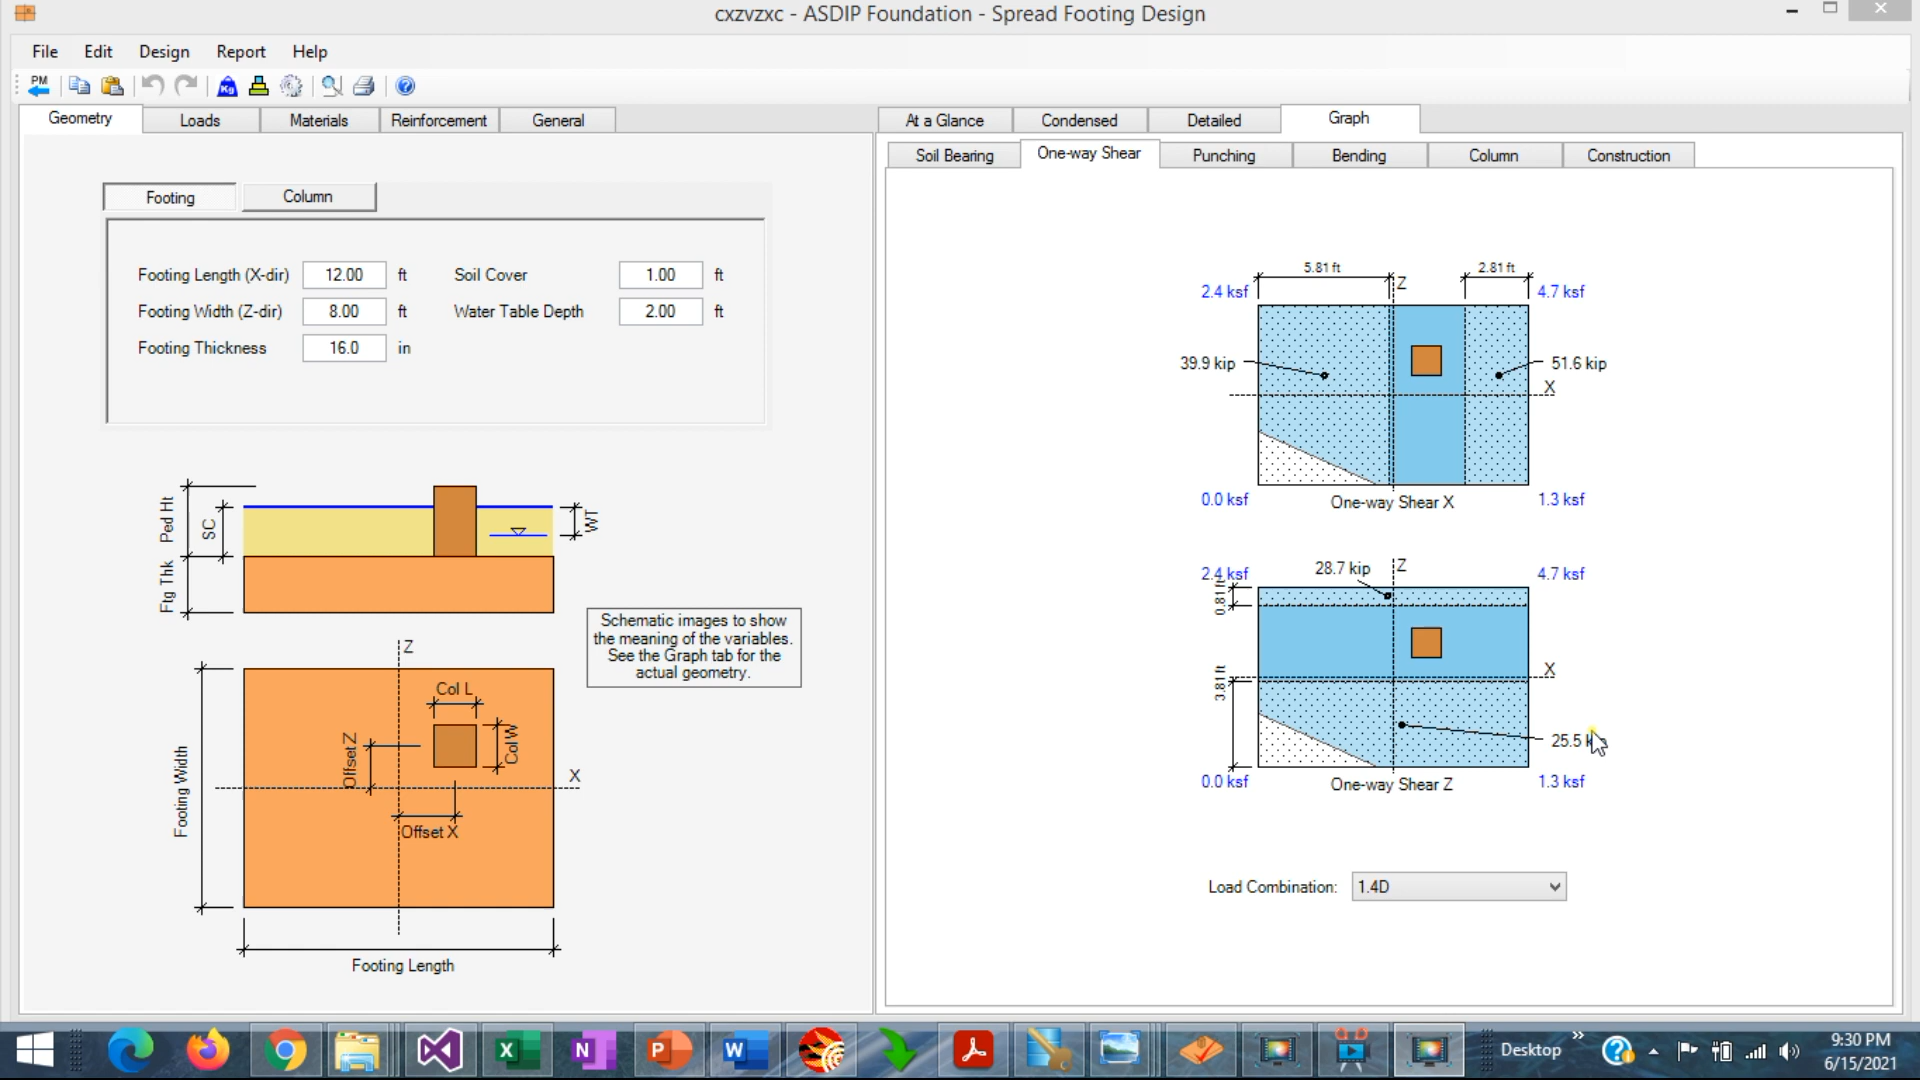 cxzvzxc - ASDIP Foundation - Spread Footing Design
File Edit Design Report Help
PM
Kg
Geometry Loads Materials Reinforcement General
At a Glance Condensed Detailed Graph
Soil Bearing One-way Shear Punching Bending Column Construction
Footing Column
Footing Length (X-dir) 12.00 ft Soil Cover 1.00 ft
Footing Width (Z-dir) 8.00 ft Water Table Depth 2.00 ft
Footing Thickness 16.0 in
Ped Ht
SC
WT
Ftg Thk
Schematic images to show
the meaning of the variables.
See the Graph tab for the
actual geometry.
Z
Col L
Col W
Offset Z
X
Offset X
Footing Width
Footing Length
5.81 ft 2.81 ft
2.4 ksf Z 4.7 ksf
39.9 kip 51.6 kip
X
0.0 ksf One-way Shear X 1.3 ksf
28.7 kip Z
2.4 ksf 4.7 ksf
0.81 ft
X
3.81 ft
25.5
0.0 ksf One-way Shear Z 1.3 ksf
Load Combination: 1.4D
Desktop
9:30 PM
6/15/2021